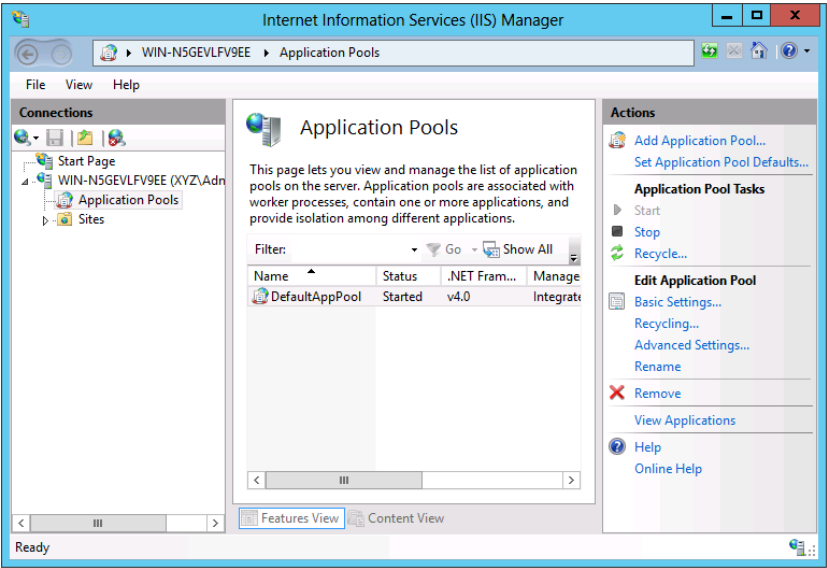 Internet Information Services (IIS) Manager
WIN-N5GEVLFV9EE Application Pools
File View Help
Connections
Start Page
WIN-N5GEVLFV9EE (XYZ\Adn
Application Pools
Sites
Application Pools
This page lets you view and manage the list of application
pools on the server. Application pools are associated with
worker processes, contain one or more applications, and
provide isolation among different applications.
Filter: Go Show All
Name Status .NET Fram... Manage
DefaultAppPool Started v4.0 Integrate
Features View Content View
Actions
Add Application Pool...
Set Application Pool Defaults...
Application Pool Tasks
Start
Stop
Recycle...
Edit Application Pool
Basic Settings...
Recycling...
Advanced Settings...
Rename
Remove
View Applications
Help
Online Help
Ready